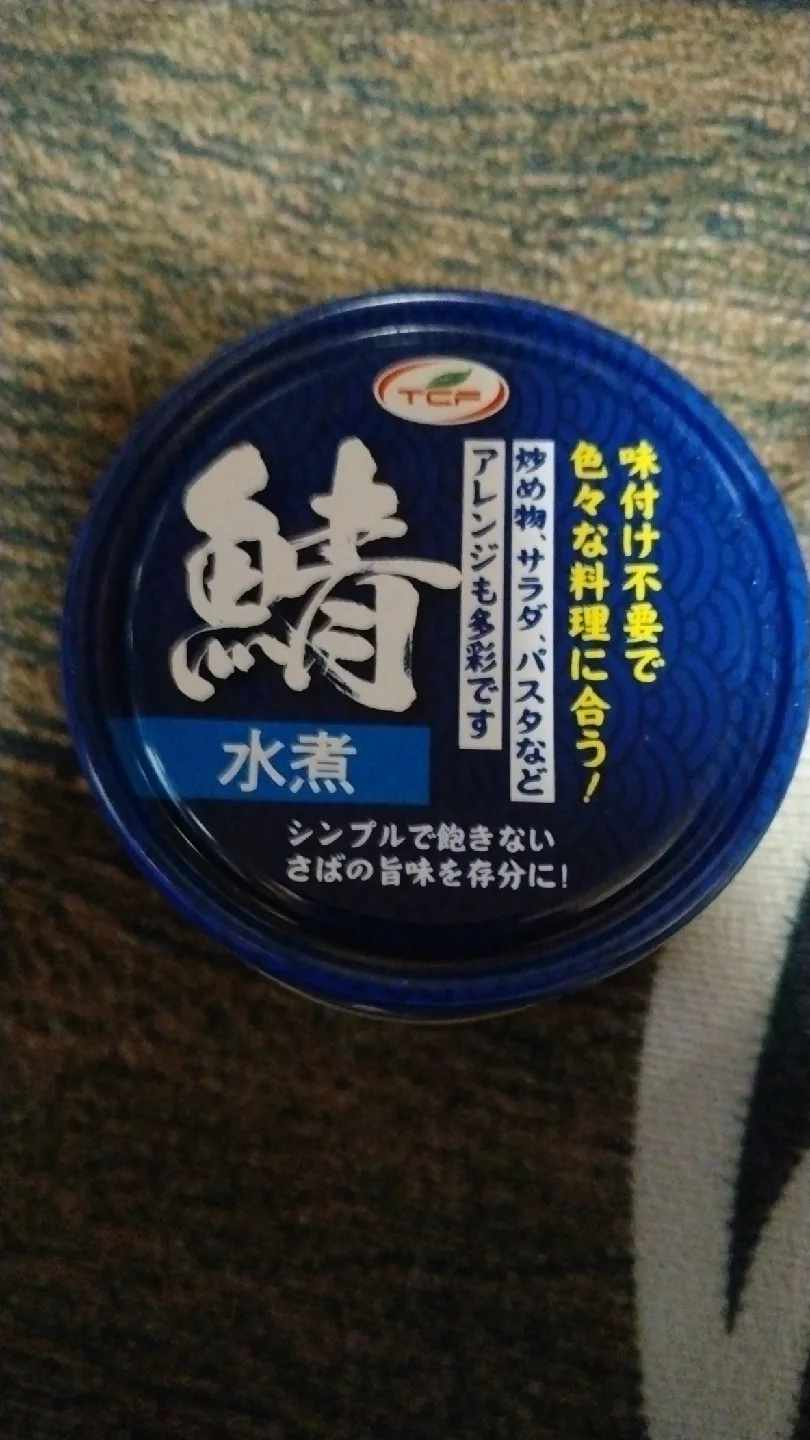 TCF
味付け不要で
色々な料理に合う!
炒め物、サラダ、パスタなど
アレンジも多彩です
鯖
水煮
シンプルで飽きない
さばの旨味を存分に!